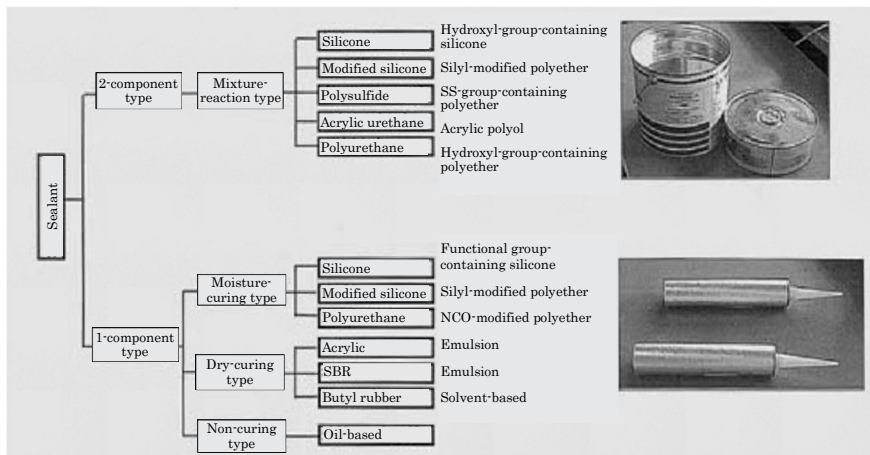 Sealant
2-component
type
Mixture-
reaction type
Silicone
Hydroxyl-group-containing
silicone
Modified silicone
Silyl-modified polyether
Polysulfide
SS-group-containing
polyether
Acrylic urethane
Acrylic polyol
Polyurethane
Hydroxyl-group-containing
polyether
1-component
type
Moisture-
curing type
Silicone
Functional group-
containing silicone
Modified silicone
Silyl-modified polyether
Polyurethane
NCO-modified polyether
Dry-curing
type
Acrylic
Emulsion
SBR
Emulsion
Butyl rubber
Solvent-based
Non-curing
type
Oil-based